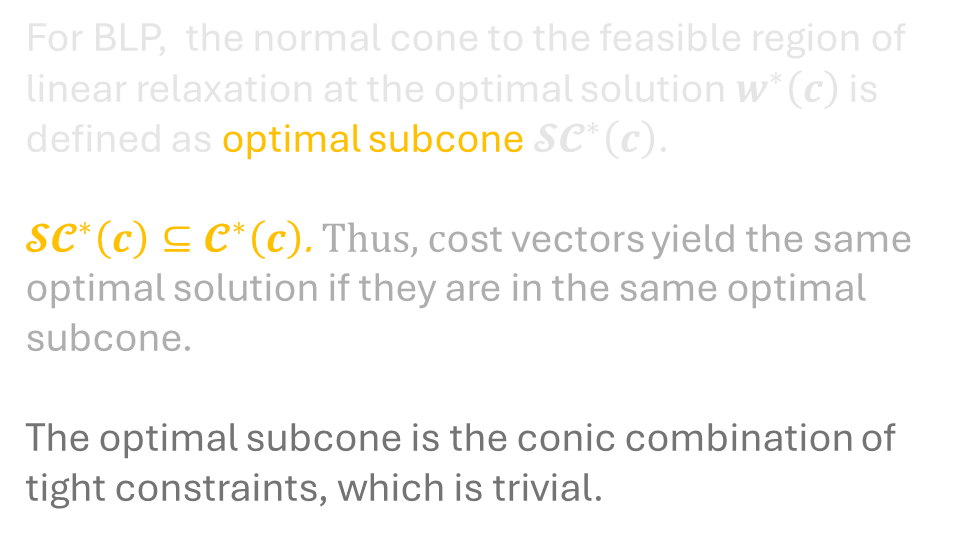 For BLP, the normal cone to the feasible region of
linear relaxation at the optimal solution 𝒘*(𝒄) is
defined as optimal subcone 𝓢𝓒*(𝒄).
𝓢𝓒*(𝒄) ⊆ 𝓒*(𝒄). Thus, cost vectors yield the same
optimal solution if they are in the same optimal
subcone.
The optimal subcone is the conic combination of
tight constraints, which is trivial.